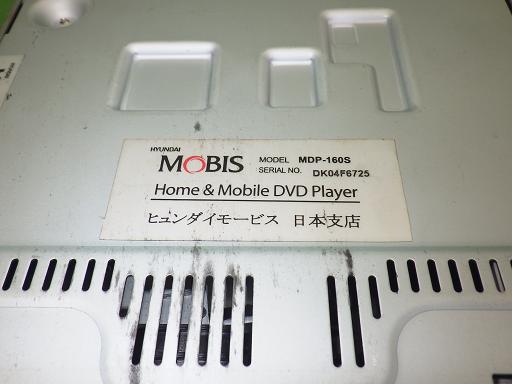 HYUNDAI
MOBIS MODEL MDP-160S
SERIAL NO. DK04F6725
Home & Mobile DVD Player
ヒュンダイモービス 日本支店